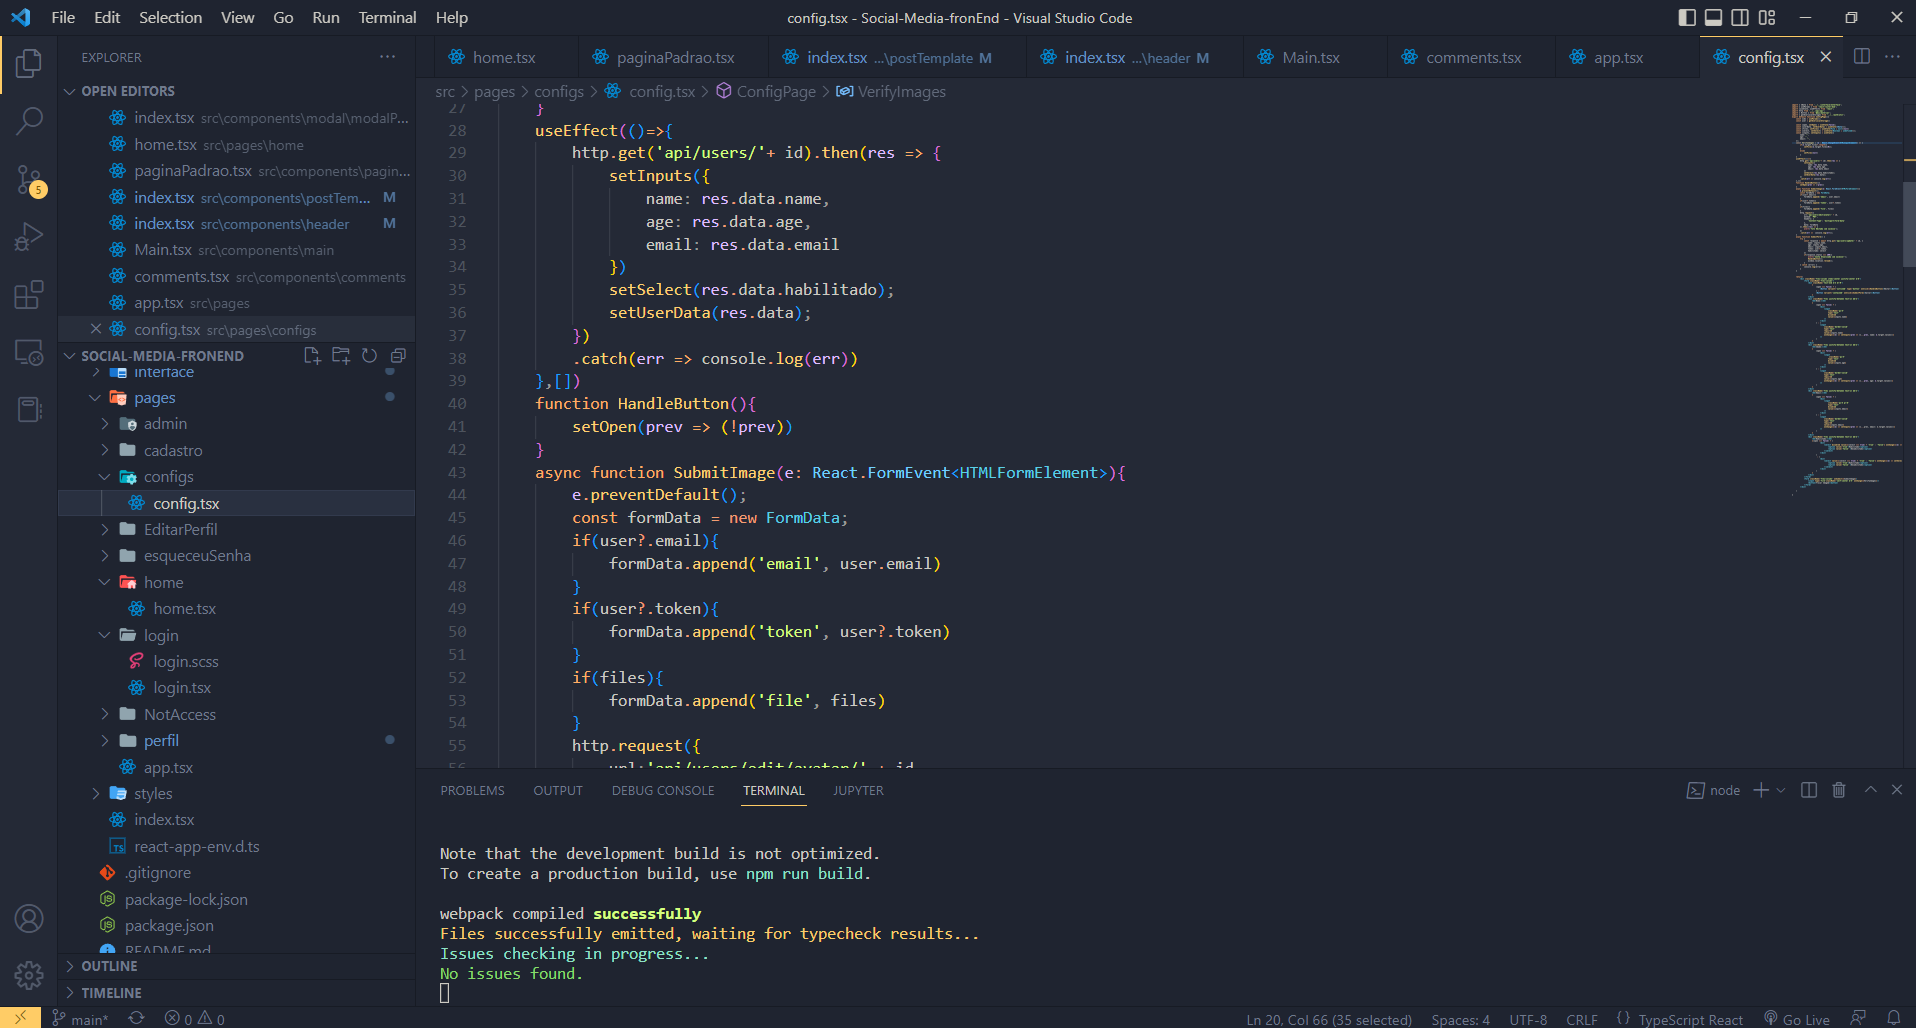 File Edit Selection View Go Run Terminal Help
config.tsx - Social-Media-fronEnd - Visual Studio Code
EXPLORER
home.tsx
paginaPadrao.tsx
index.tsx ...\postTemplate M
index.tsx ...\header M
Main.tsx
comments.tsx
app.tsx
config.tsx
OPEN EDITORS
index.tsx src\components\modal\modalP...
home.tsx src\pages\home
paginaPadrao.tsx src\components\pagin...
index.tsx src\components\postTem... M
index.tsx src\components\header M
Main.tsx src\components\main
comments.tsx src\components\comments
app.tsx src\pages
config.tsx src\pages\configs
SOCIAL-MEDIA-FRONEND
interface
pages
admin
cadastro
configs
config.tsx
EditarPerfil
esqueceuSenha
home
home.tsx
login
login.scss
login.tsx
NotAccess
perfil
app.tsx
styles
index.tsx
TS react-app-env.d.ts
.gitignore
package-lock.json
package.json
README.md
OUTLINE
TIMELINE
5
src > pages > configs > config.tsx > ConfigPage > VerifyImages
27 }
28 useEffect(()=>{
29 http.get('api/users/'+ id).then(res => {
30 setInputs({
31 name: res.data.name,
32 age: res.data.age,
33 email: res.data.email
34 })
35 setSelect(res.data.habilitado);
36 setUserData(res.data);
37 })
38 .catch(err => console.log(err))
39 },[])
40 function HandleButton(){
41 setOpen(prev => (!prev))
42 }
43 async function SubmitImage(e: React.FormEvent<HTMLFormElement>){
44 e.preventDefault();
45 const formData = new FormData;
46 if(user?.email){
47 formData.append('email', user.email)
48 }
49 if(user?.token){
50 formData.append('token', user?.token)
51 }
52 if(files){
53 formData.append('file', files)
54 }
55 http.request({
56 url:'api/users/edit/avatar/' + id
PROBLEMS OUTPUT DEBUG CONSOLE TERMINAL JUPYTER
node
Note that the development build is not optimized.
To create a production build, use npm run build.
webpack compiled successfully
Files successfully emitted, waiting for typecheck results...
Issues checking in progress...
No issues found.
main* 0 0
Ln 20, Col 66 (35 selected) Spaces: 4 UTF-8 CRLF {} TypeScript React Go Live